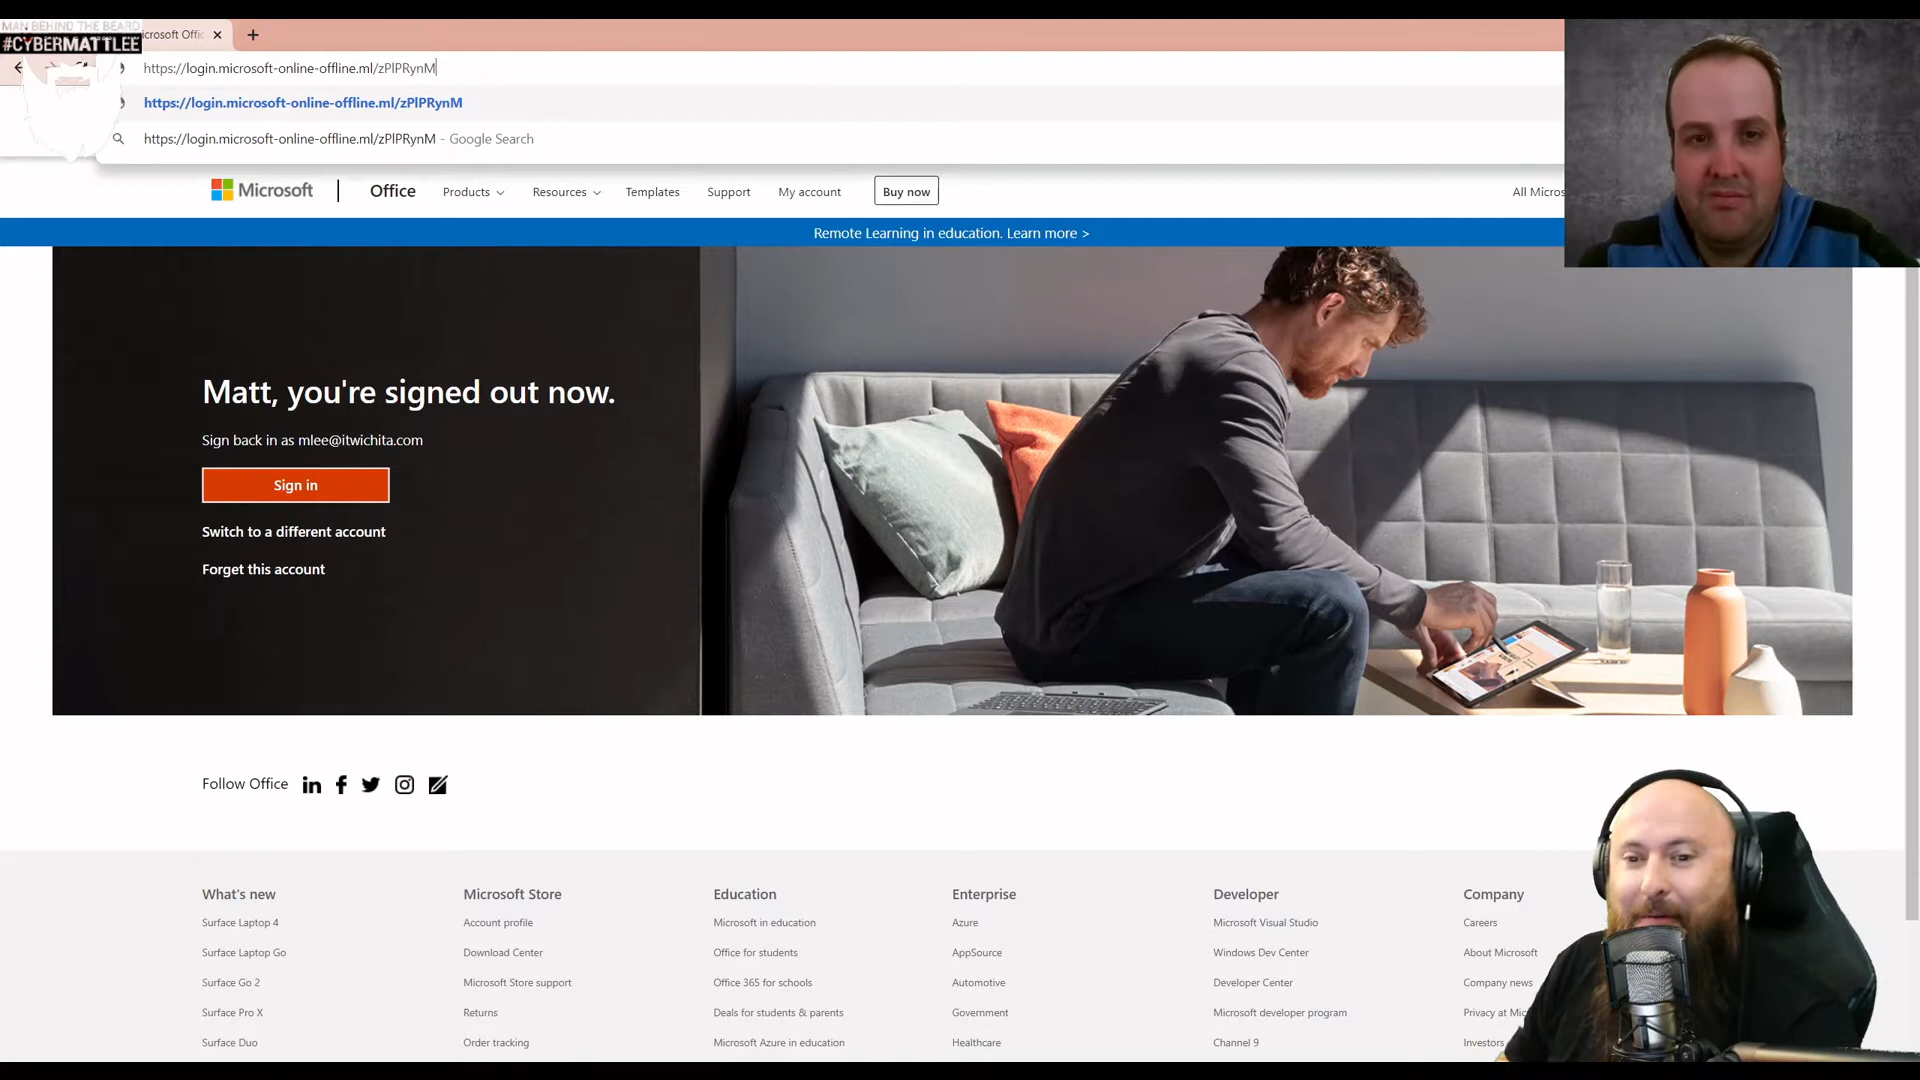 MAN BEHIND THE BEARD
#CYBERMATTLEE
icrosoft Offic
https://login.microsoft-online-offline.ml/zPlPRynM
https://login.microsoft-online-offline.ml/zPlPRynM
https://login.microsoft-online-offline.ml/zPlPRynM - Google Search
Microsoft | Office Products Resources Templates Support My account Buy now All Micros
Remote Learning in education. Learn more >
Matt, you're signed out now.
Sign back in as mlee@itwichita.com
Sign in
Switch to a different account
Forget this account
Follow Office
What's new
Surface Laptop 4
Surface Laptop Go
Surface Go 2
Surface Pro X
Surface Duo
Microsoft Store
Account profile
Download Center
Microsoft Store support
Returns
Order tracking
Education
Microsoft in education
Office for students
Office 365 for schools
Deals for students & parents
Microsoft Azure in education
Enterprise
Azure
AppSource
Automotive
Government
Healthcare
Developer
Microsoft Visual Studio
Windows Dev Center
Developer Center
Microsoft developer program
Channel 9
Company
Careers
About Microsoft
Company news
Privacy at Mic
Investors